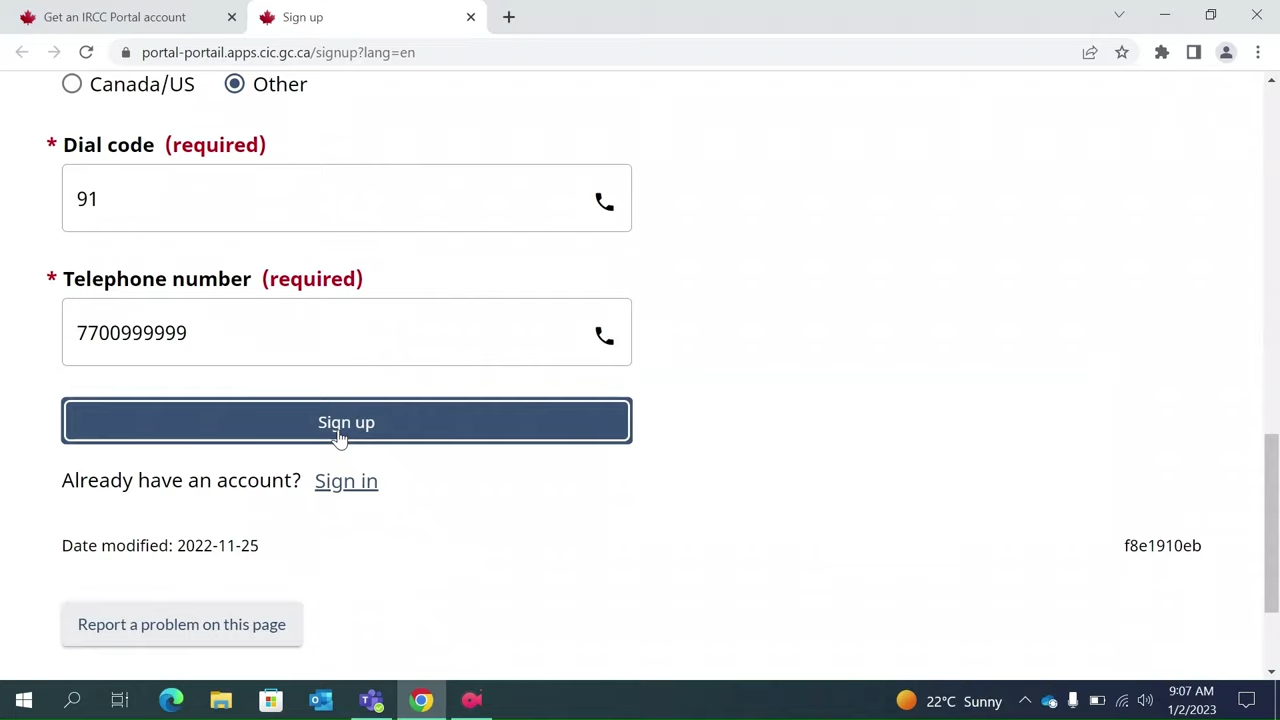 Get an IRCC Portal account
Sign up
portal-portail.apps.cic.gc.ca/signup?lang=en
Canada/US
Other
* Dial code (required)
91
* Telephone number (required)
7700999999
Sign up
Already have an account? Sign in
Date modified: 2022-11-25
f8e1910eb
Report a problem on this page
22°C Sunny
9:07 AM
1/2/2023